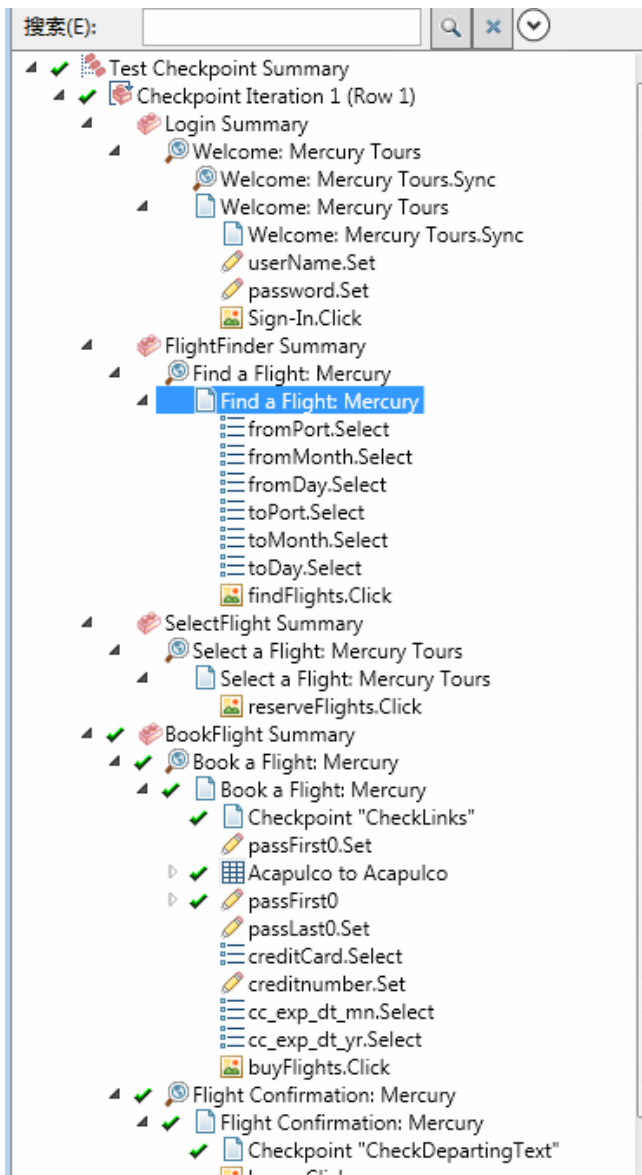 搜索(E):
Test Checkpoint Summary
Checkpoint Iteration 1 (Row 1)
Login Summary
Welcome: Mercury Tours
Welcome: Mercury Tours.Sync
Welcome: Mercury Tours
Welcome: Mercury Tours.Sync
userName.Set
password.Set
Sign-In.Click
FlightFinder Summary
Find a Flight: Mercury
Find a Flight: Mercury
fromPort.Select
fromMonth.Select
fromDay.Select
toPort.Select
toMonth.Select
toDay.Select
findFlights.Click
SelectFlight Summary
Select a Flight: Mercury Tours
Select a Flight: Mercury Tours
reserveFlights.Click
BookFlight Summary
Book a Flight: Mercury
Book a Flight: Mercury
Checkpoint "CheckLinks"
passFirst0.Set
Acapulco to Acapulco
passFirst0
passLast0.Set
creditCard.Select
creditnumber.Set
cc_exp_dt_mn.Select
cc_exp_dt_yr.Select
buyFlights.Click
Flight Confirmation: Mercury
Flight Confirmation: Mercury
Checkpoint "CheckDepartingText"